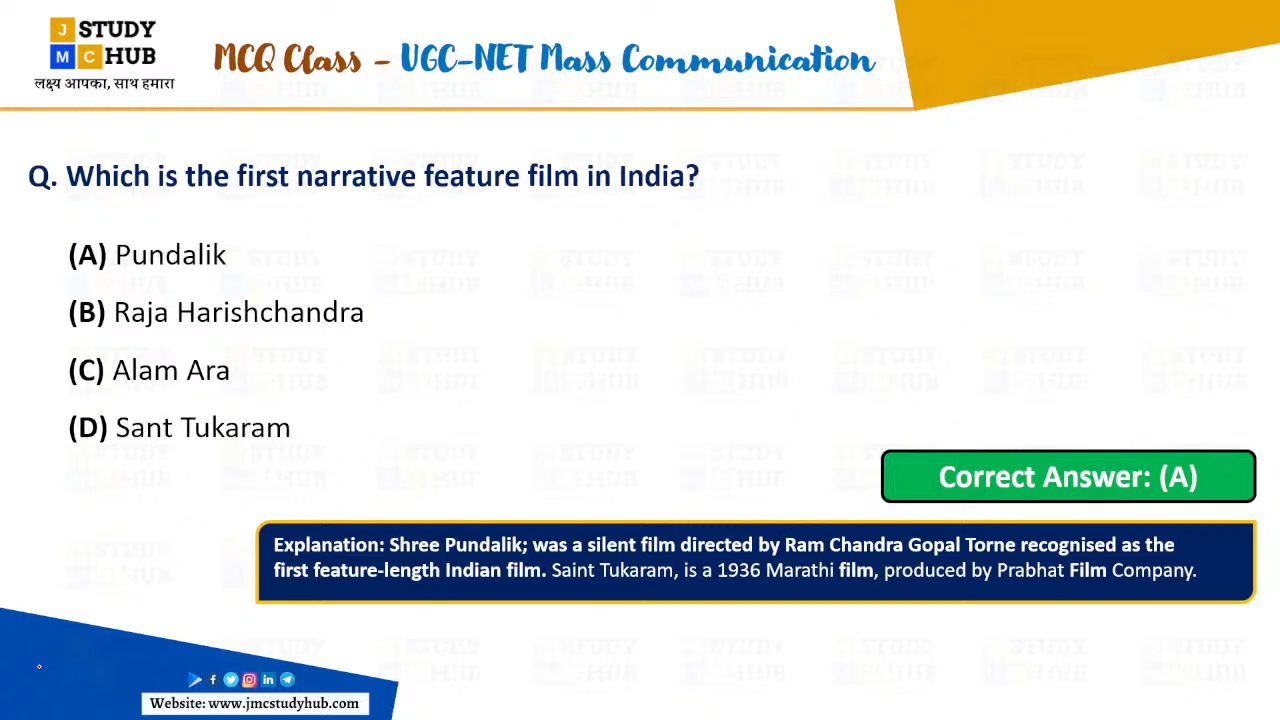 J STUDY
M C HUB
लक्ष्य आपका, साथ हमारा
MCQ Class - UGC-NET Mass Communication
Q. Which is the first narrative feature film in India?
(A) Pundalik
(B) Raja Harishchandra
(C) Alam Ara
(D) Sant Tukaram
Correct Answer: (A)
Explanation: Shree Pundalik; was a silent film directed by Ram Chandra Gopal Torne recognised as the
first feature-length Indian film. Saint Tukaram, is a 1936 Marathi film, produced by Prabhat Film Company.
Website: www.jmcstudyhub.com